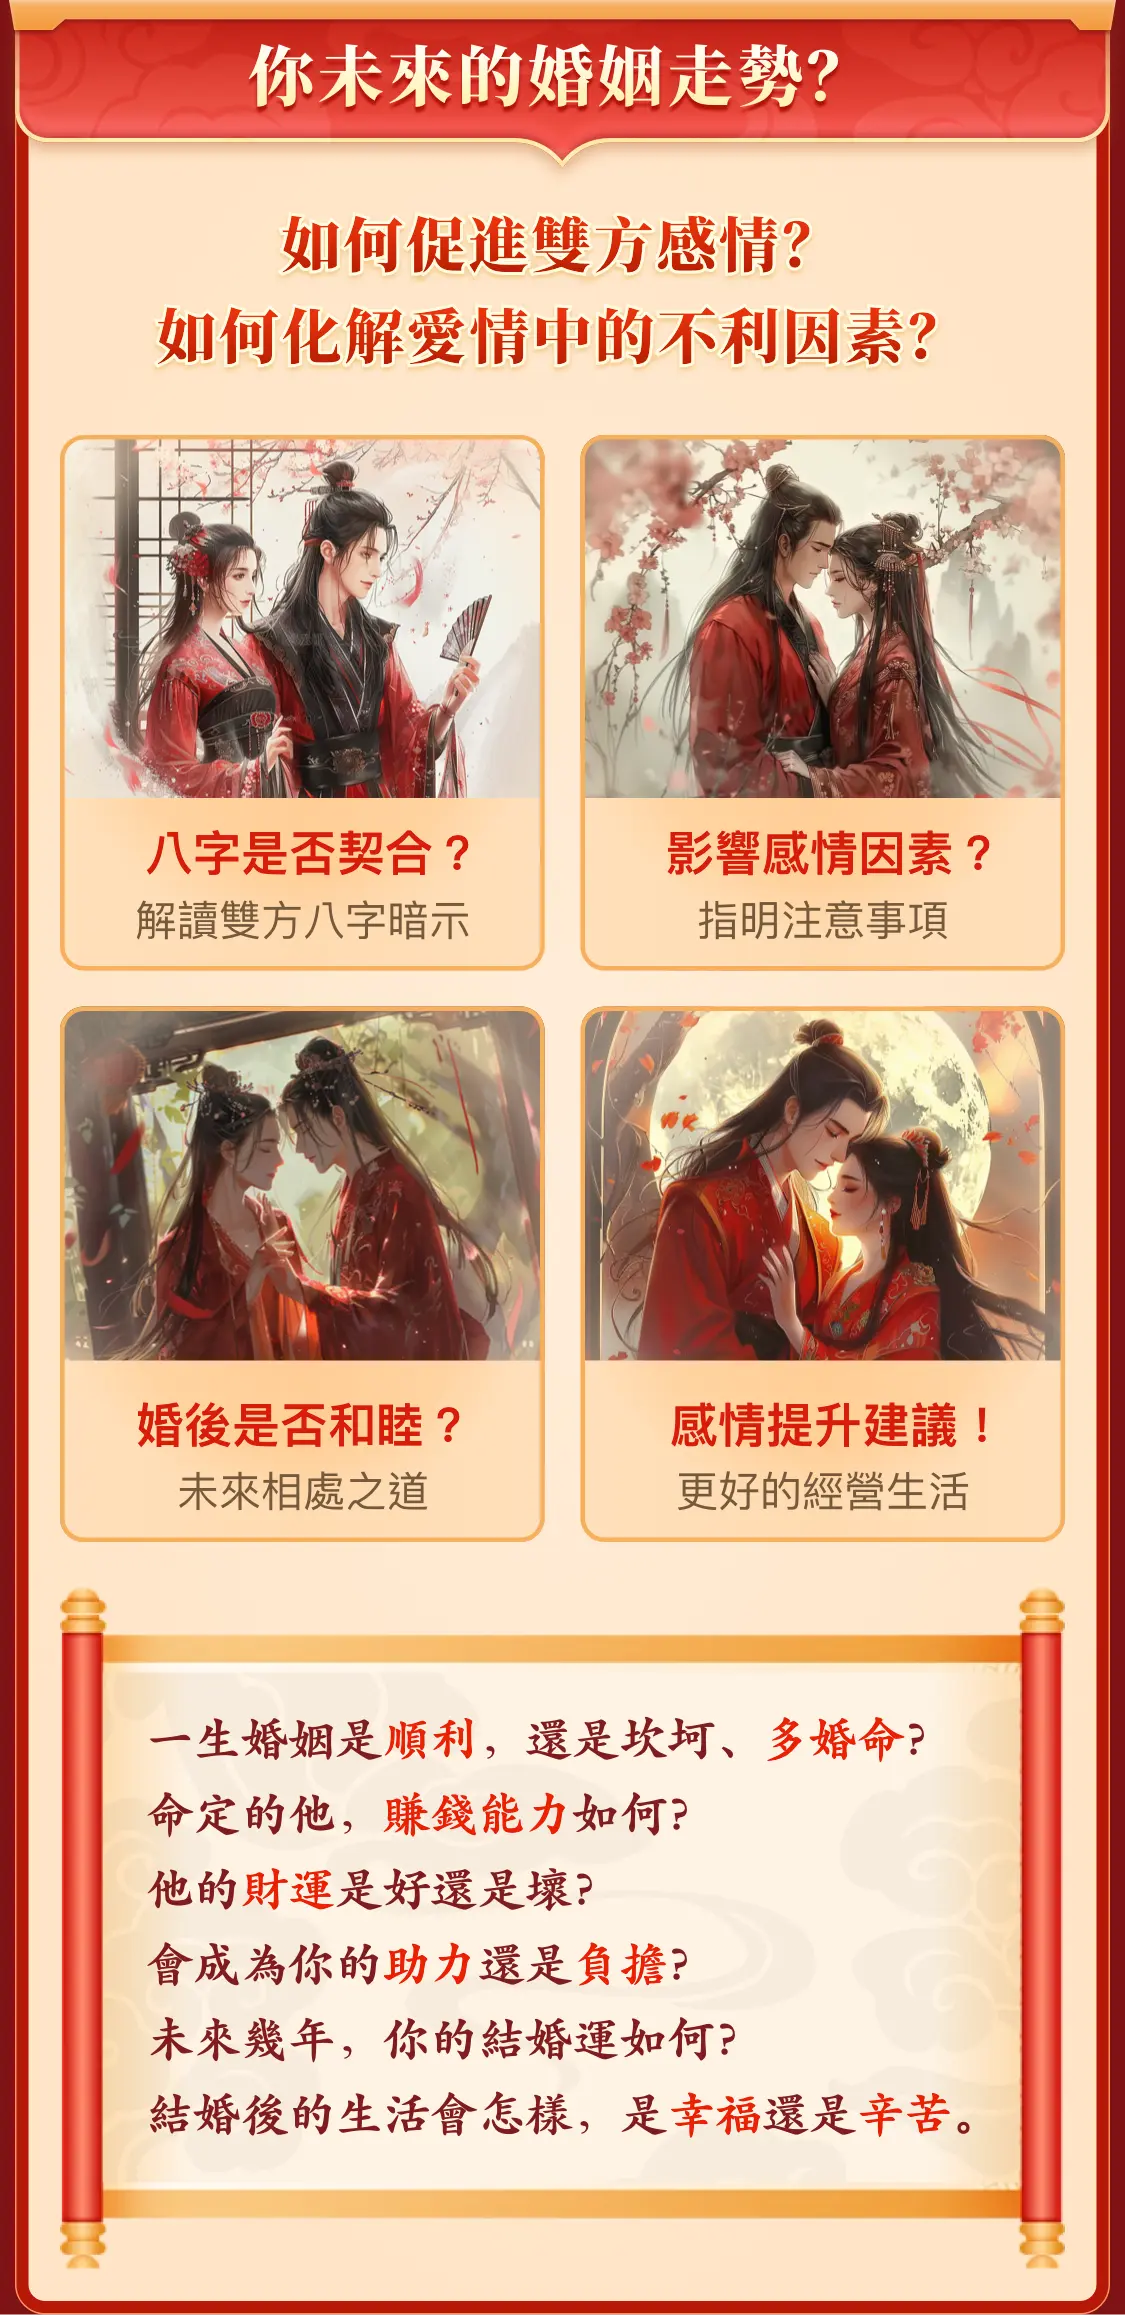 你未來的婚姻走勢?
如何促進雙方感情?
如何化解愛情中的不利因素?
八字是否契合？
解讀雙方八字暗示
影響感情因素？
指明注意事項
婚後是否和睦？
未來相處之道
感情提升建議！
更好的經營生活
一生婚姻是順利，還是坎坷、多婚命?
命定的他，賺錢能力如何?
他的財運是好還是壞?
會成為你的助力還是負擔?
未來幾年，你的結婚運如何?
結婚後的生活會怎樣，是幸福還是辛苦。